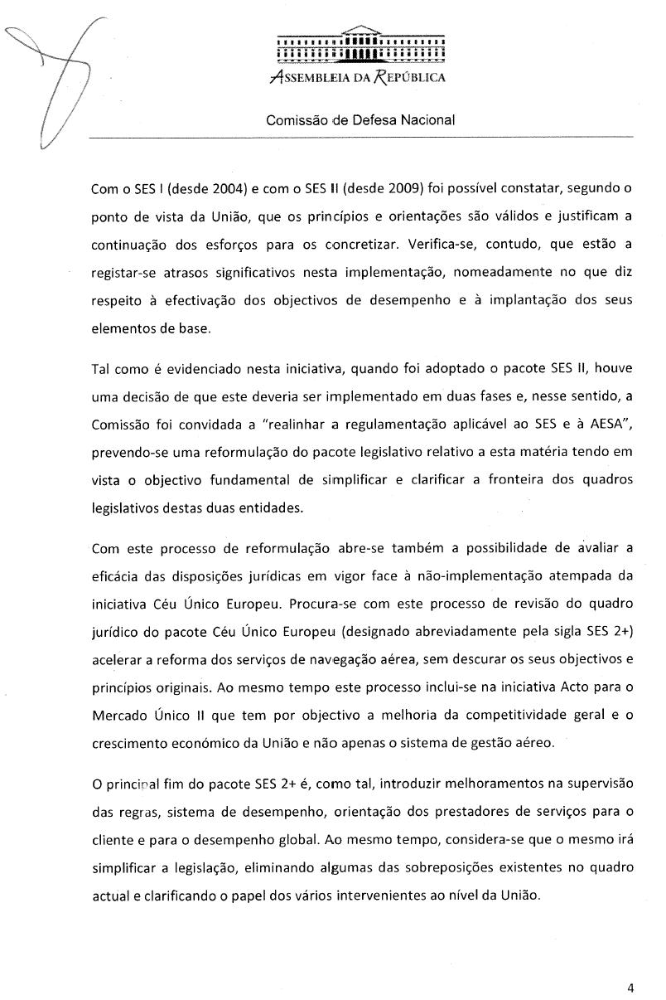 ASSEMBLEIA DA REPÚBLICA
Comissão de Defesa Nacional
Com o SES I (desde 2004) e com o SES II (desde 2009) foi possível constatar, segundo o
ponto de vista da União, que os princípios e orientações são válidos e justificam a
continuação dos esforços para os concretizar. Verifica-se, contudo, que estão a
registar-se atrasos significativos nesta implementação, nomeadamente no que diz
respeito à efectivação dos objectivos de desempenho e à implantação dos seus
elementos de base.
Tal como é evidenciado nesta iniciativa, quando foi adoptado o pacote SES II, houve
uma decisão de que este deveria ser implementado em duas fases e, nesse sentido, a
Comissão foi convidada a "realinhar a regulamentação aplicável ao SES e à AESA",
prevendo-se uma reformulação do pacote legislativo relativo a esta matéria tendo em
vista o objectivo fundamental de simplificar e clarificar a fronteira dos quadros
legislativos destas duas entidades.
Com este processo de reformulação abre-se também a possibilidade de avaliar a
eficácia das disposições jurídicas em vigor face à não-implementação atempada da
iniciativa Céu Único Europeu. Procura-se com este processo de revisão do quadro
jurídico do pacote Céu Único Europeu (designado abreviadamente pela sigla SES 2+)
acelerar a reforma dos serviços de navegação aérea, sem descurar os seus objectivos e
princípios originais. Ao mesmo tempo este processo inclui-se na iniciativa Acto para o
Mercado Único II que tem por objectivo a melhoria da competitividade geral e o
crescimento económico da União e não apenas o sistema de gestão aéreo.
O principal fim do pacote SES 2+ é, como tal, introduzir melhoramentos na supervisão
das regras, sistema de desempenho, orientação dos prestadores de serviços para o
cliente e para o desempenho global. Ao mesmo tempo, considera-se que o mesmo irá
simplificar a legislação, eliminando algumas das sobreposições existentes no quadro
actual e clarificando o papel dos vários intervenientes ao nível da União.
4